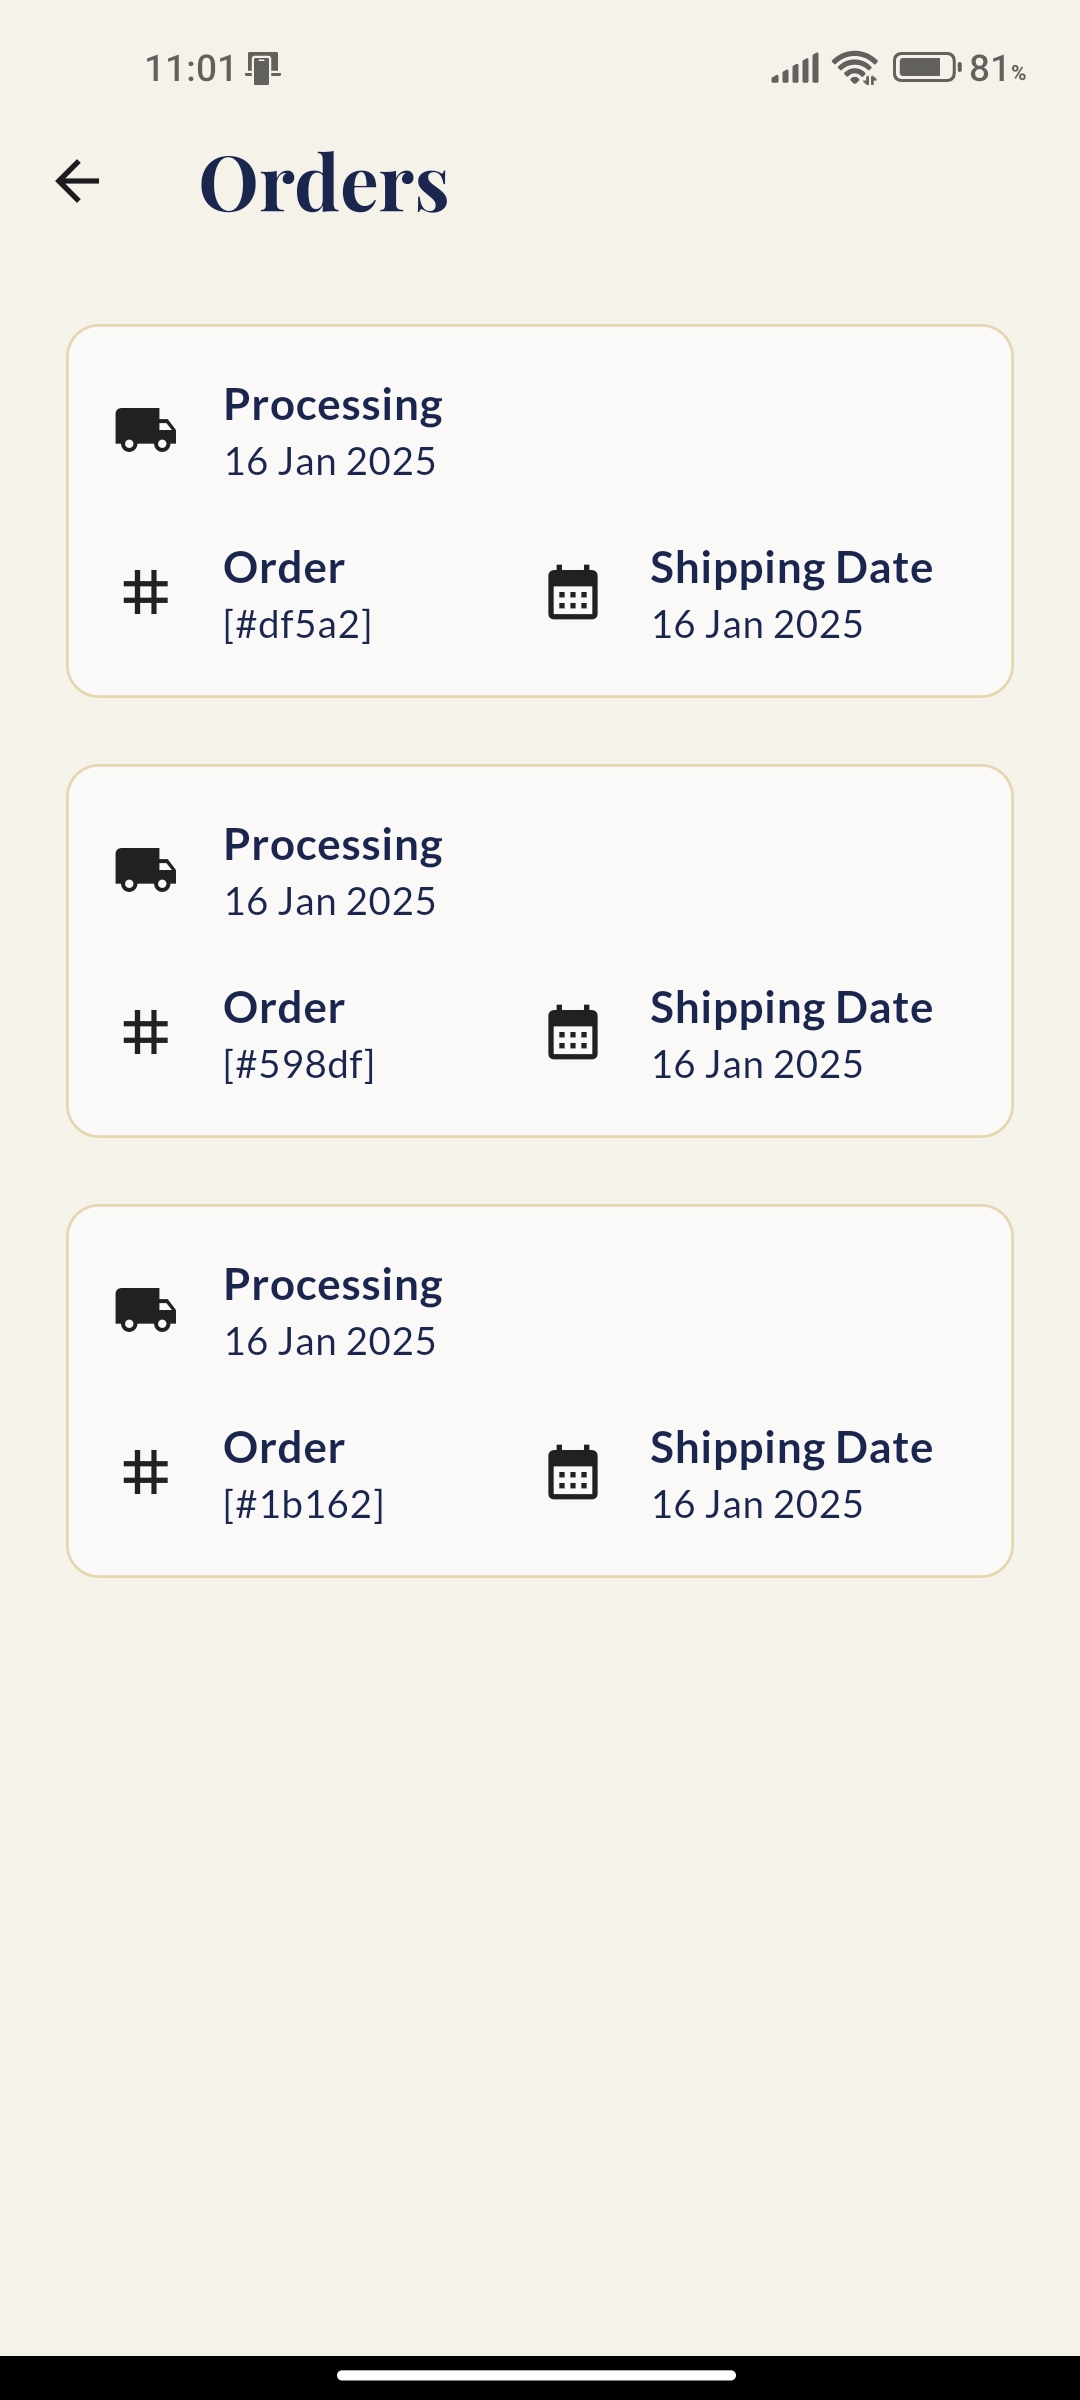 11:01
81%
Orders
Processing
16 Jan 2025
Order
[#df5a2]
Shipping Date
16 Jan 2025
Processing
16 Jan 2025
Order
[#598df]
Shipping Date
16 Jan 2025
Processing
16 Jan 2025
Order
[#1b162]
Shipping Date
16 Jan 2025